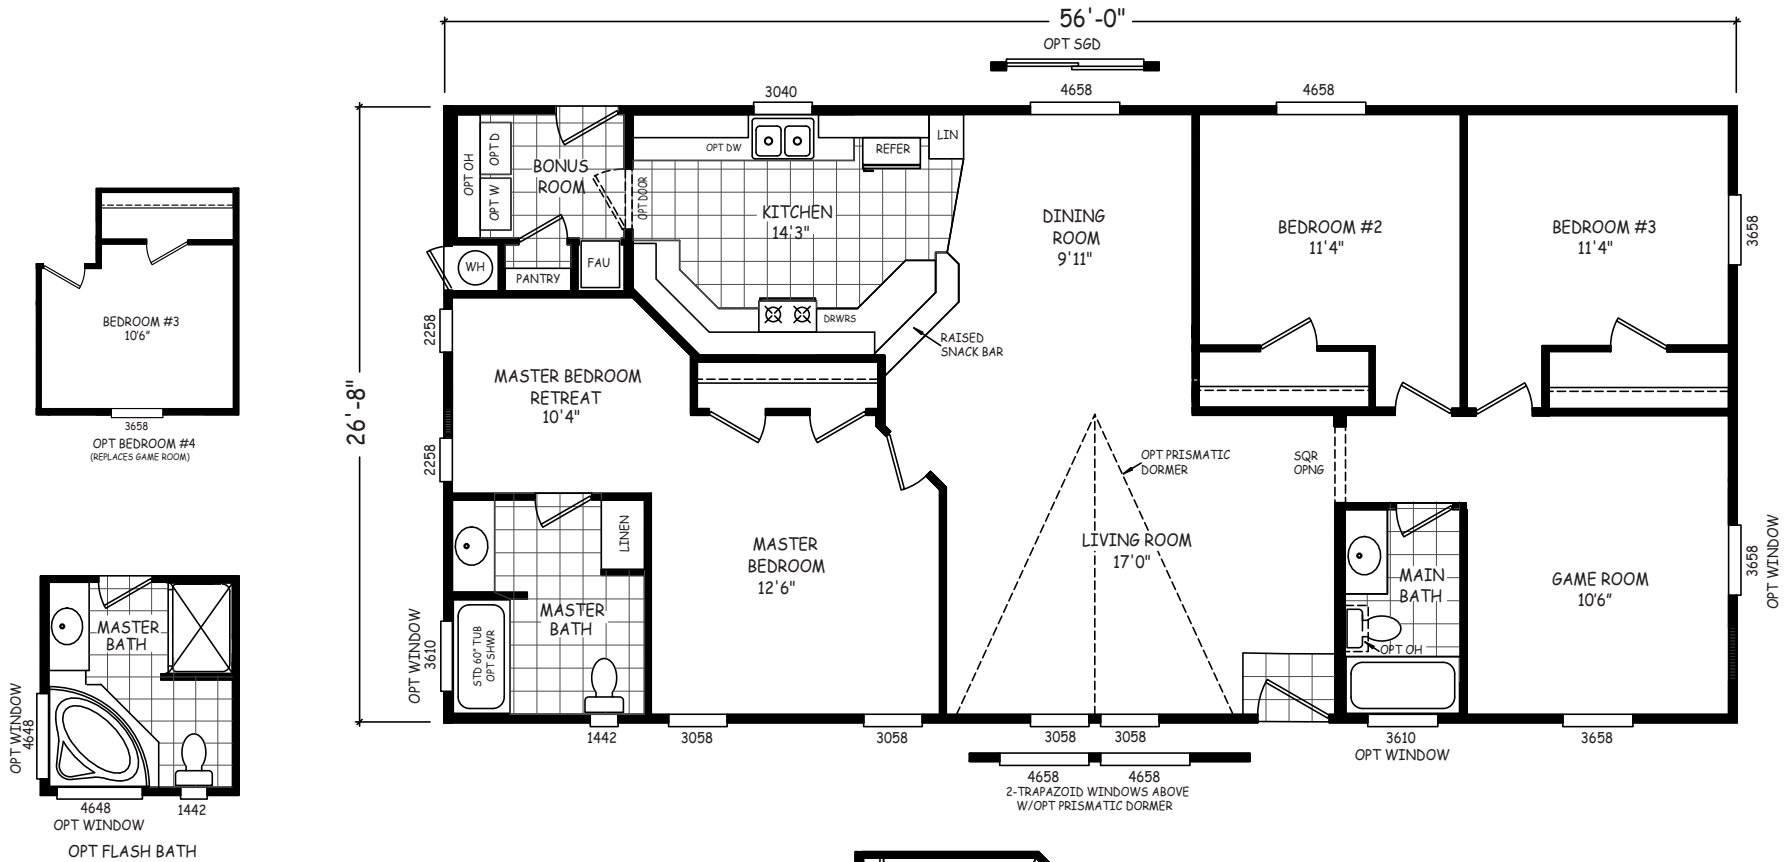 56'-0"
OPT SGD
3040
4658
4658
26'-8"
OPT OH
OPT D
OPT W
BONUS
ROOM
OPT DOOR
OPT DW
REFER
LIN
KITCHEN
14'3"
DINING
ROOM
9'11"
BEDROOM #2
11'4"
BEDROOM #3
11'4"
3658
WH
PANTRY
FAU
DRWRS
RAISED
SNACK BAR
2258
2258
MASTER BEDROOM
RETREAT
10'4"
OPT PRISMATIC
DORMER
SQR
OPNG
LINEN
MASTER
BEDROOM
12'6"
LIVING ROOM
17'0"
MAIN
BATH
OPT OH
GAME ROOM
10'6"
3658
OPT WINDOW
MASTER
BATH
STD 60" TUB
OPT SHWR
OPT WINDOW
3610
1442
3058
3058
3058
3058
3610
OPT WINDOW
3658
4658
4658
2-TRAPAZOID WINDOWS ABOVE
W/OPT PRISMATIC DORMER
BEDROOM #3
10'6"
3658
OPT BEDROOM #4
(REPLACES GAME ROOM)
MASTER
BATH
OPT WINDOW
4648
4648
OPT WINDOW
1442
OPT FLASH BATH